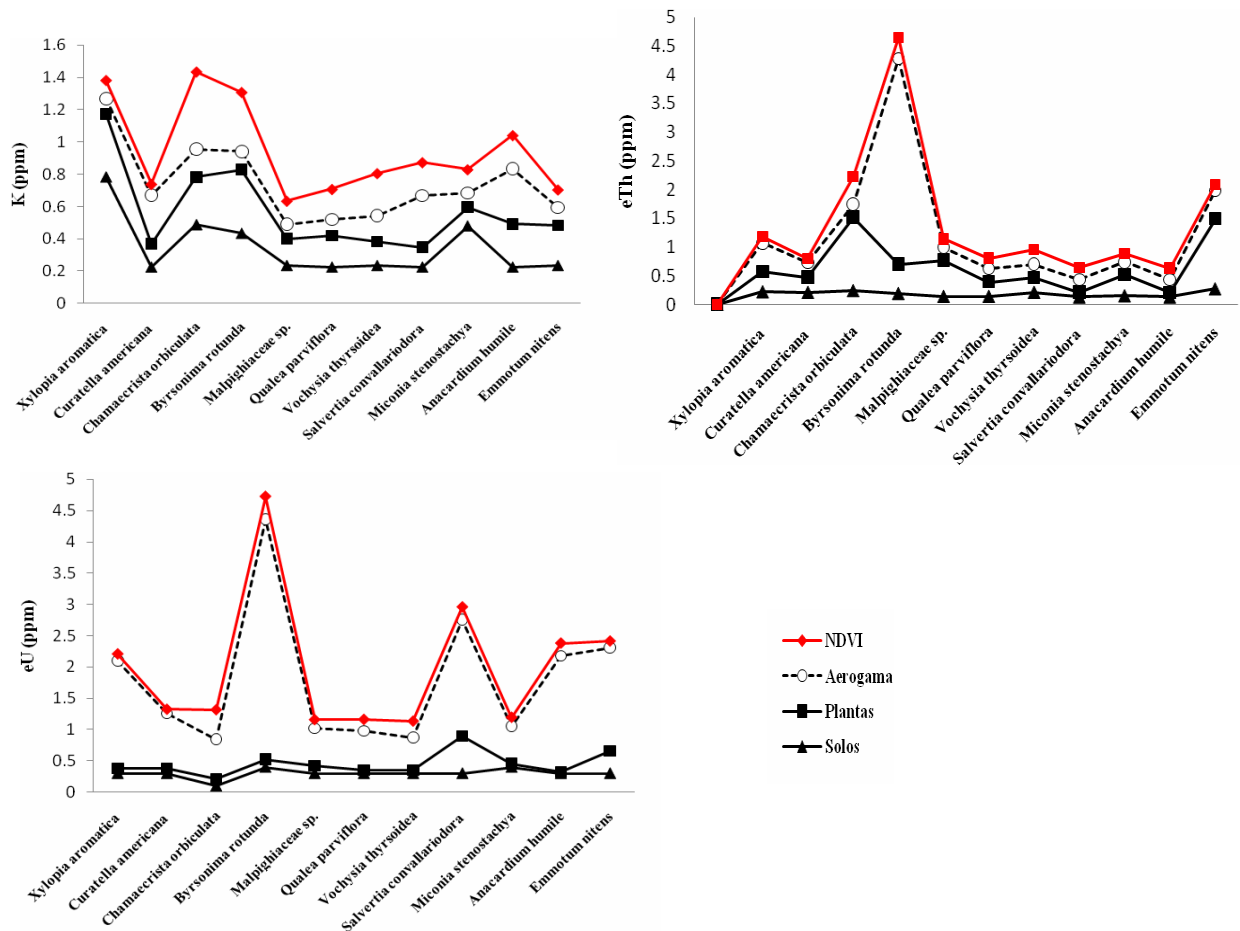 1.6
1.4
1.2
1
0.8
0.6
0.4
0.2
0
K (ppm)
Xylopia aromatica
Curatella americana
Chamaecrista orbiculata
Byrsonima rotunda
Malpighiaceae sp.
Qualea parviflora
Vochysia thyrsoidea
Salvertia convallariodora
Miconia stenostachya
Anacardium humile
Emmotum nitens
5
4.5
4
3.5
3
2.5
2
1.5
1
0.5
0
eTh (ppm)
Xylopia aromatica
Curatella americana
Chamaecrista orbiculata
Byrsonima rotunda
Malpighiaceae sp.
Qualea parviflora
Vochysia thyrsoidea
Salvertia convallariodora
Miconia stenostachya
Anacardium humile
Emmotum nitens
5
4.5
4
3.5
3
2.5
2
1.5
1
0.5
0
eU (ppm)
Xylopia aromatica
Curatella americana
Chamaecrista orbiculata
Byrsonima rotunda
Malpighiaceae sp.
Qualea parviflora
Vochysia thyrsoidea
Salvertia convallariodora
Miconia stenostachya
Anacardium humile
Emmotum nitens
NDVI
Aerogama
Plantas
Solos